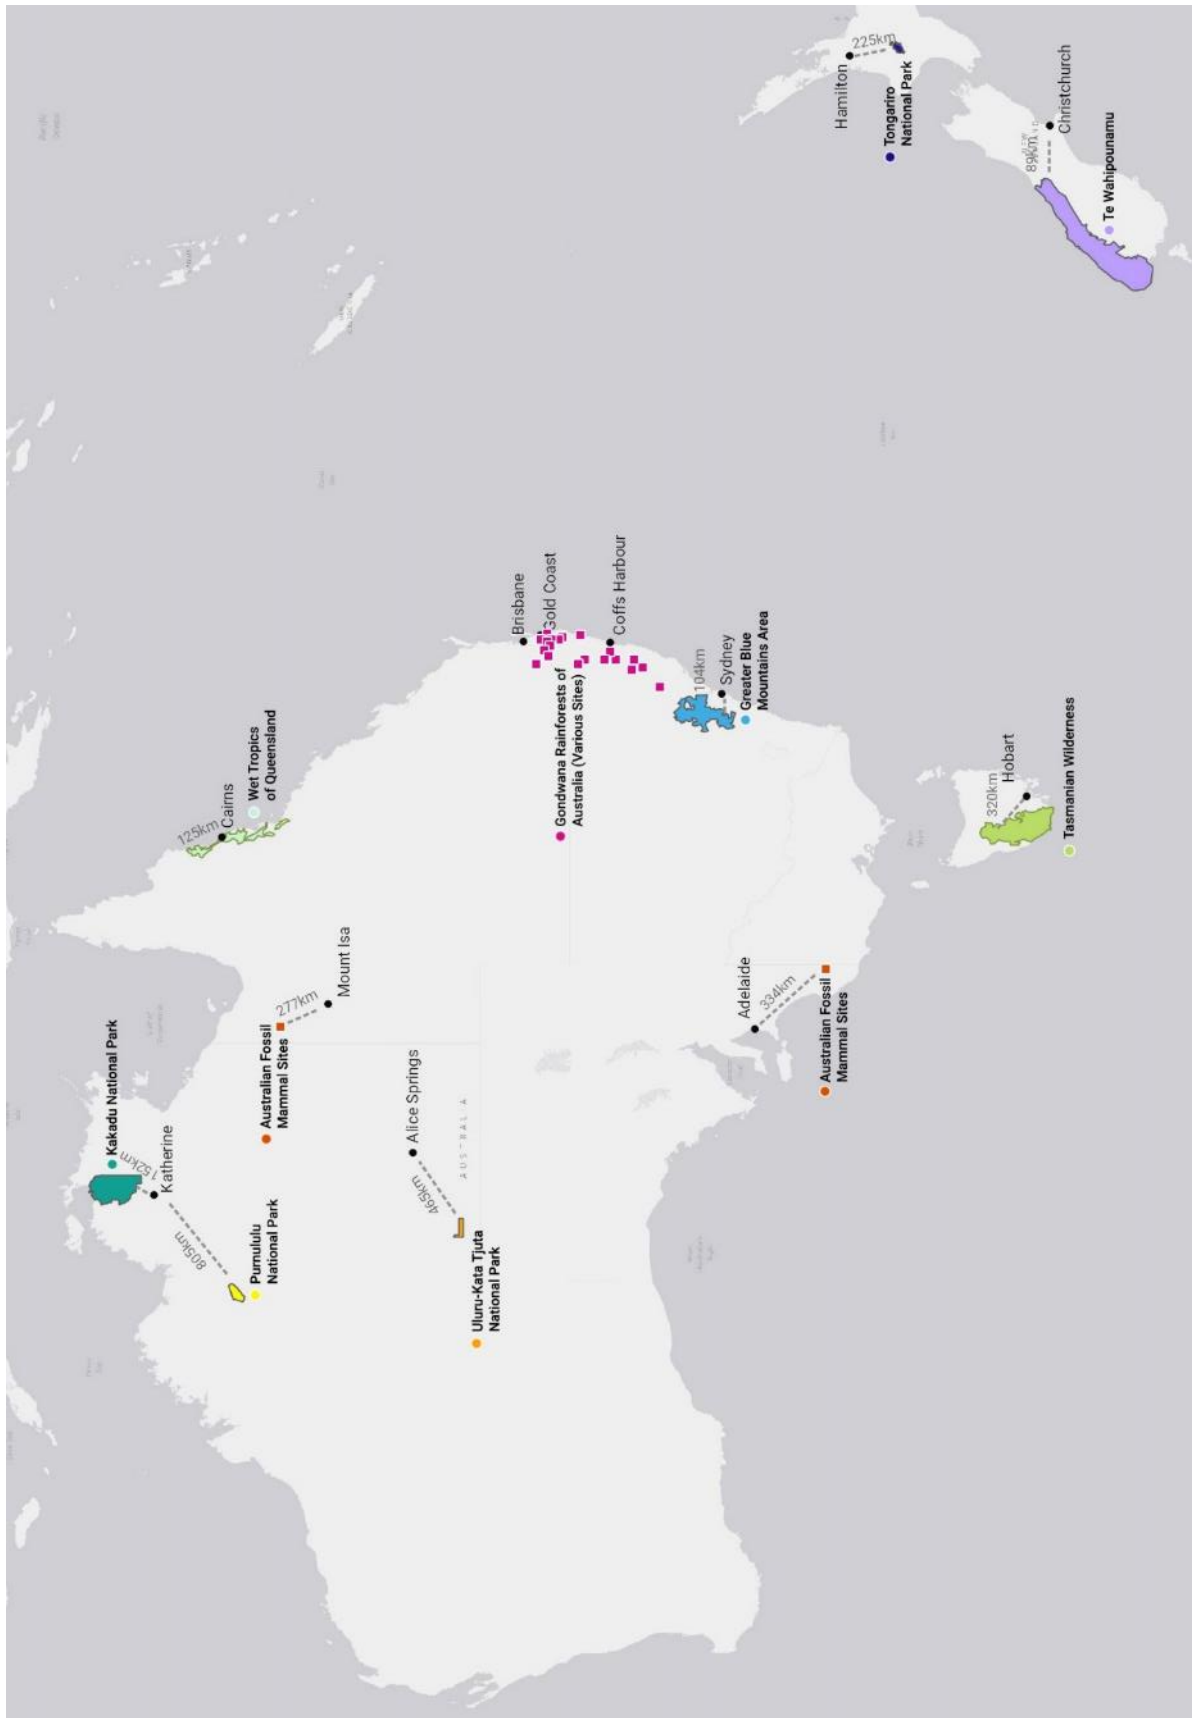 Kakadu National Park
152km
Katherine
805km
Purnululu
National Park
Australian Fossil
Mammal Sites
277km
Mount Isa
125km
Cairns
Wet Tropics
of Queensland
Alice Springs
465km
AUSTRALIA
Uluru-Kata Tjuta
National Park
Brisbane
Gold Coast
Gondwana Rainforests of
Australia (Various Sites)
Coffs Harbour
104km
Sydney
Greater Blue
Mountains Area
Adelaide
334km
Australian Fossil
Mammal Sites
320km
Hobart
Tasmanian Wilderness
Hamilton
225km
Tongariro
National Park
89km
Christchurch
Te Wahipounamu